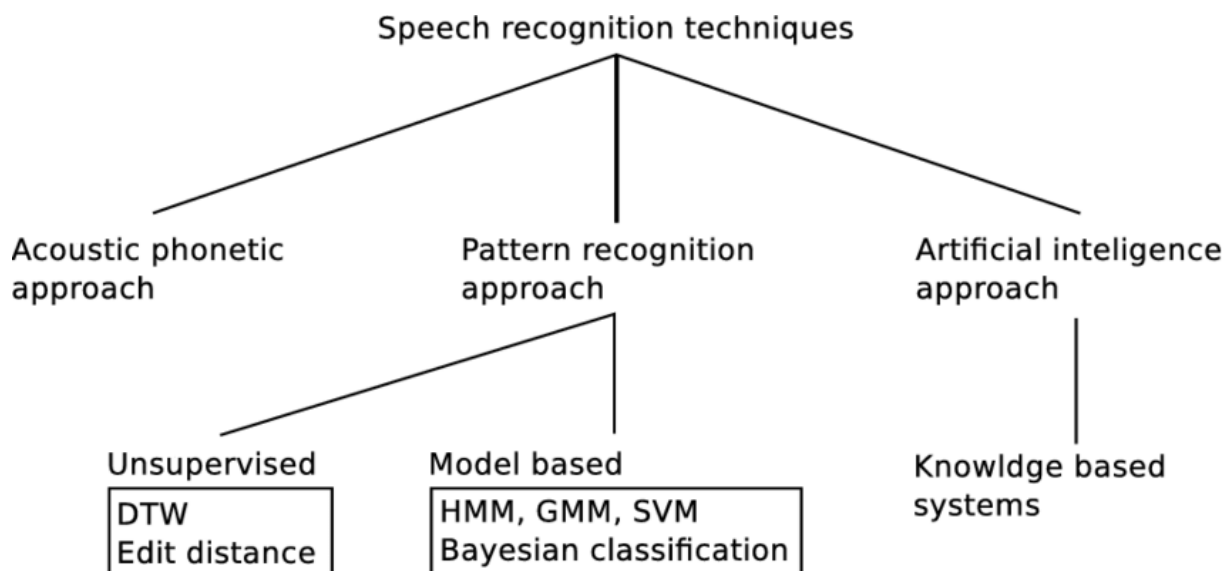 Speech recognition techniques
Acoustic phonetic
approach
Pattern recognition
approach
Artificial inteligence
approach
Unsupervised
DTW
Edit distance
Model based
HMM, GMM, SVM
Bayesian classification
Knowldge based
systems